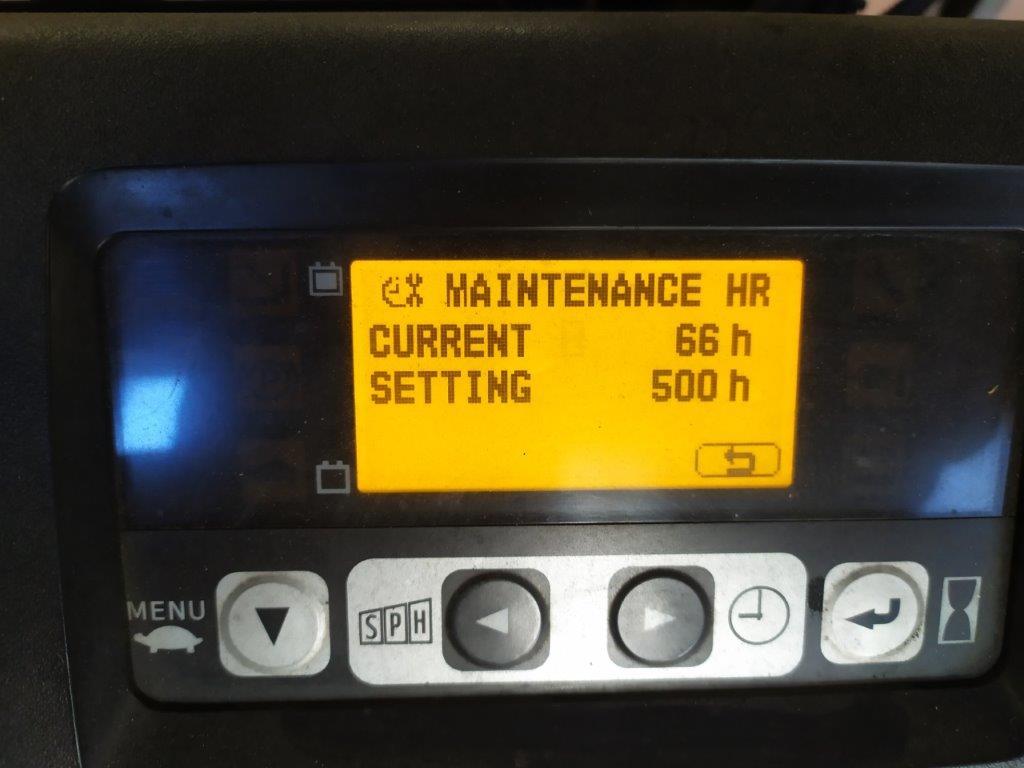 MAINTENANCE HR
CURRENT 66 h
SETTING 500 h
MENU
SPH